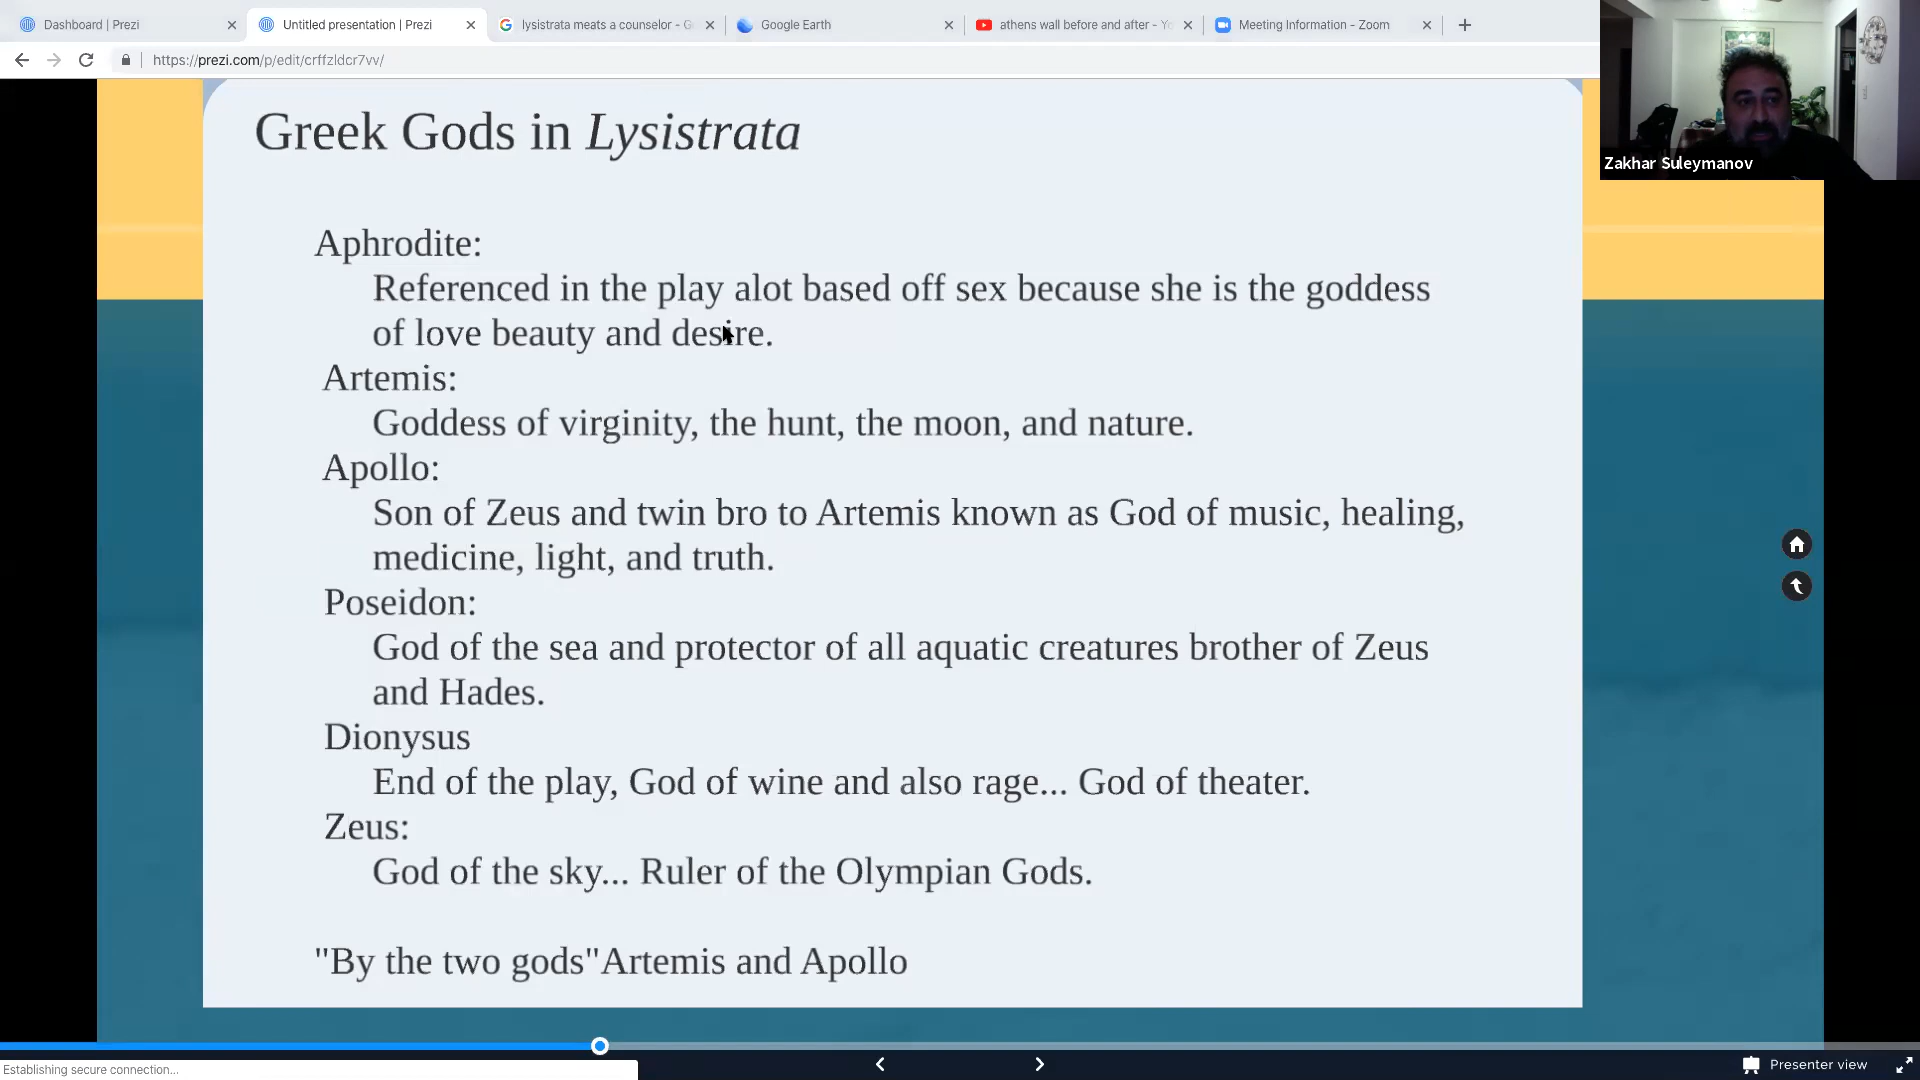 Dashboard | Prezi
Untitled presentation | Prezi
lysistrata meats a counselor - G
Google Earth
athens wall before and after - Yo
Meeting Information - Zoom
https://prezi.com/p/edit/crffzldcr7vv/
Zakhar Suleymanov
Greek Gods in Lysistrata
Aphrodite:
Referenced in the play alot based off sex because she is the goddess
of love beauty and desire.
Artemis:
Goddess of virginity, the hunt, the moon, and nature.
Apollo:
Son of Zeus and twin bro to Artemis known as God of music, healing,
medicine, light, and truth.
Poseidon:
God of the sea and protector of all aquatic creatures brother of Zeus
and Hades.
Dionysus
End of the play, God of wine and also rage... God of theater.
Zeus:
God of the sky... Ruler of the Olympian Gods.
"By the two gods"Artemis and Apollo
Presenter view
Establishing secure connection...